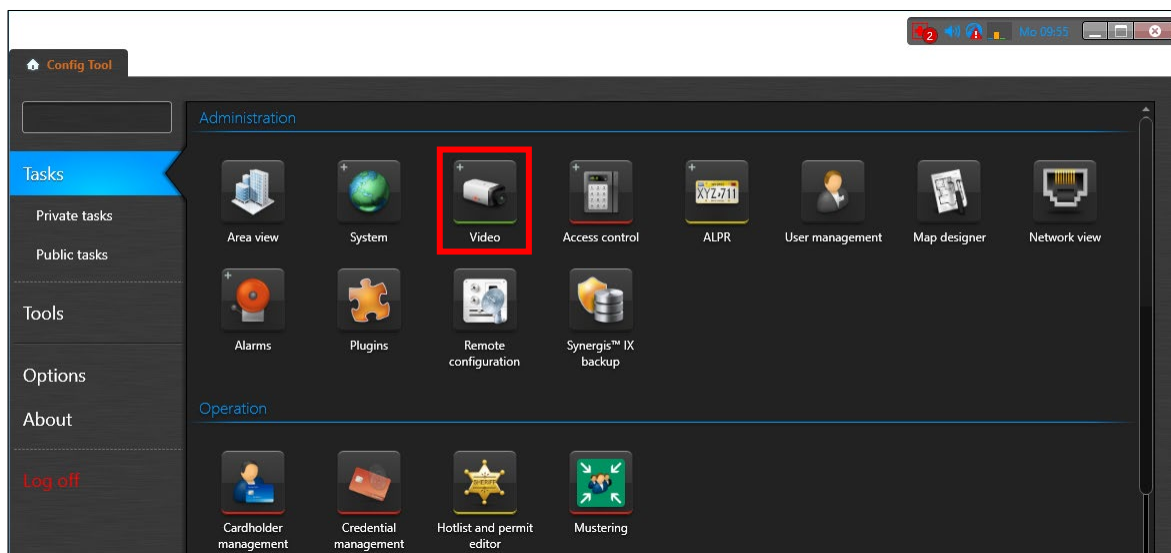 2
Mo 09:55
Config Tool
Tasks
Private tasks
Public tasks
Tools
Options
About
Log off
Administration
Area view
System
Video
Access control
XYZ•711
ALPR
User management
Map designer
Network view
Alarms
Plugins
Remote
configuration
Synergis™ IX
backup
Operation
Cardholder
management
Credential
management
SHERIFF
Hotlist and permit
editor
Mustering